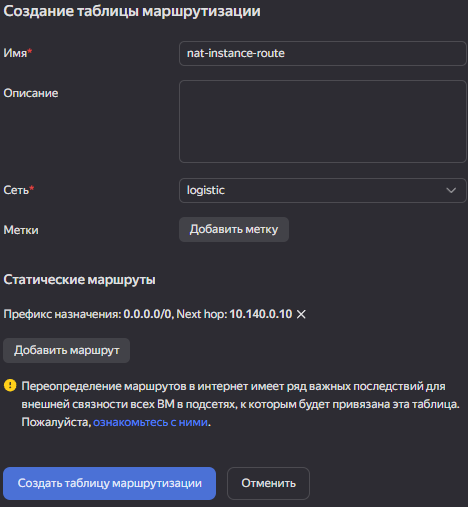 Создание таблицы маршрутизации
Имя*
nat-instance-route
Описание
Сеть*
logistic
Метки
Добавить метку
Статические маршруты
Префикс назначения: 0.0.0.0/0, Next hop: 10.140.0.10 ×
Добавить маршрут
Переопределение маршрутов в интернет имеет ряд важных последствий для
внешней связности всех ВМ в подсетях, к которым будет привязана эта таблица.
Пожалуйста, ознакомьтесь с ними.
Создать таблицу маршрутизации
Отменить